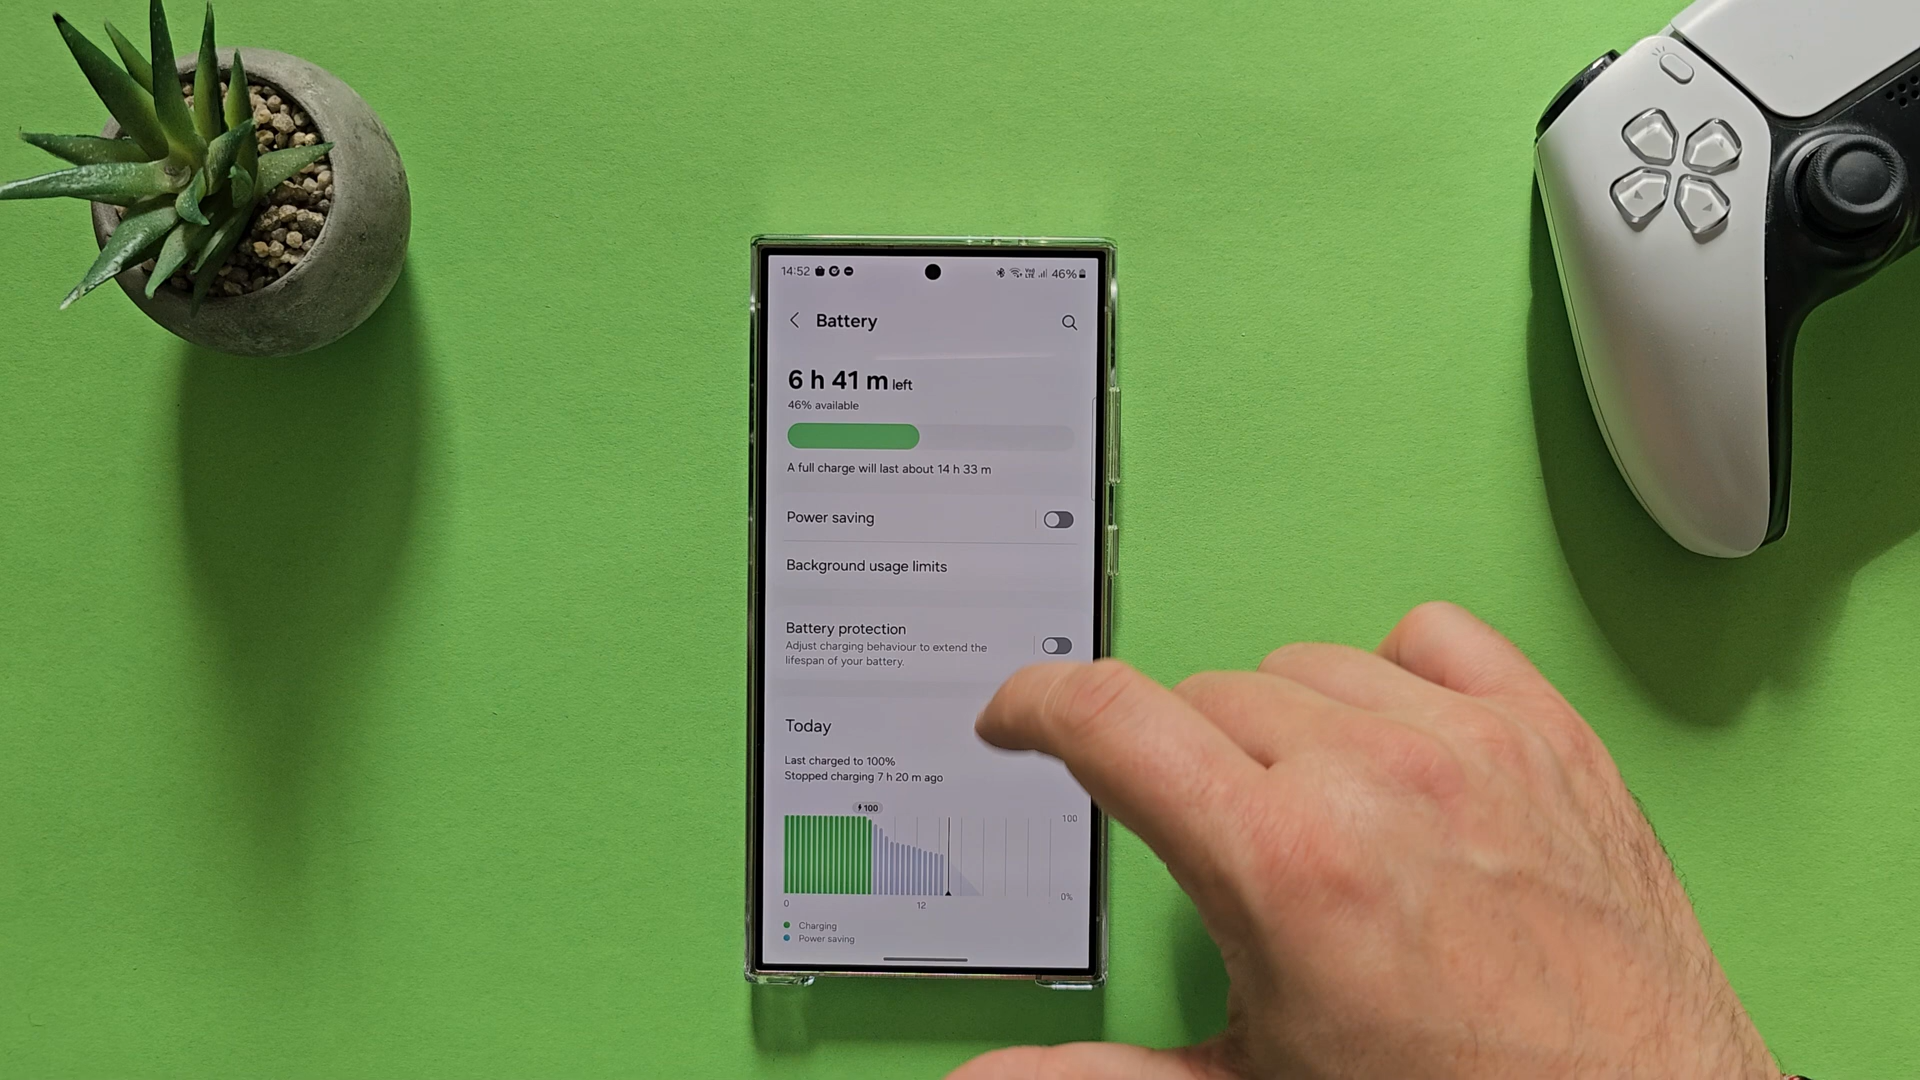 14:52 46%
Battery
6 h 41 m left
46% available
A full charge will last about 14 h 33 m
Power saving
Background usage limits
Battery protection
Adjust charging behaviour to extend the
lifespan of your battery.
Today
Last charged to 100%
Stopped charging 7 h 20 m ago
100
100
0%
0 12
Charging
Power saving